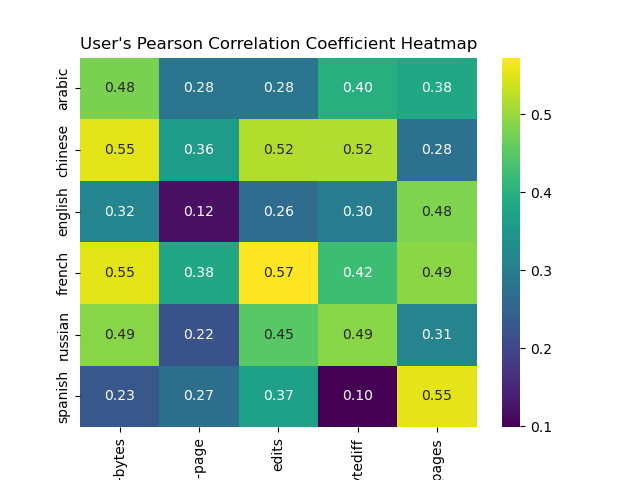 User's Pearson Correlation Coefficient Heatmap
arabic 0.48 0.28 0.28 0.40 0.38
chinese 0.55 0.36 0.52 0.52 0.28
english 0.32 0.12 0.26 0.30 0.48
french 0.55 0.38 0.57 0.42 0.49
russian 0.49 0.22 0.45 0.49 0.31
spanish 0.23 0.27 0.37 0.10 0.55
-bytes -page edits ytediff pages
0.5
0.4
0.3
0.2
0.1